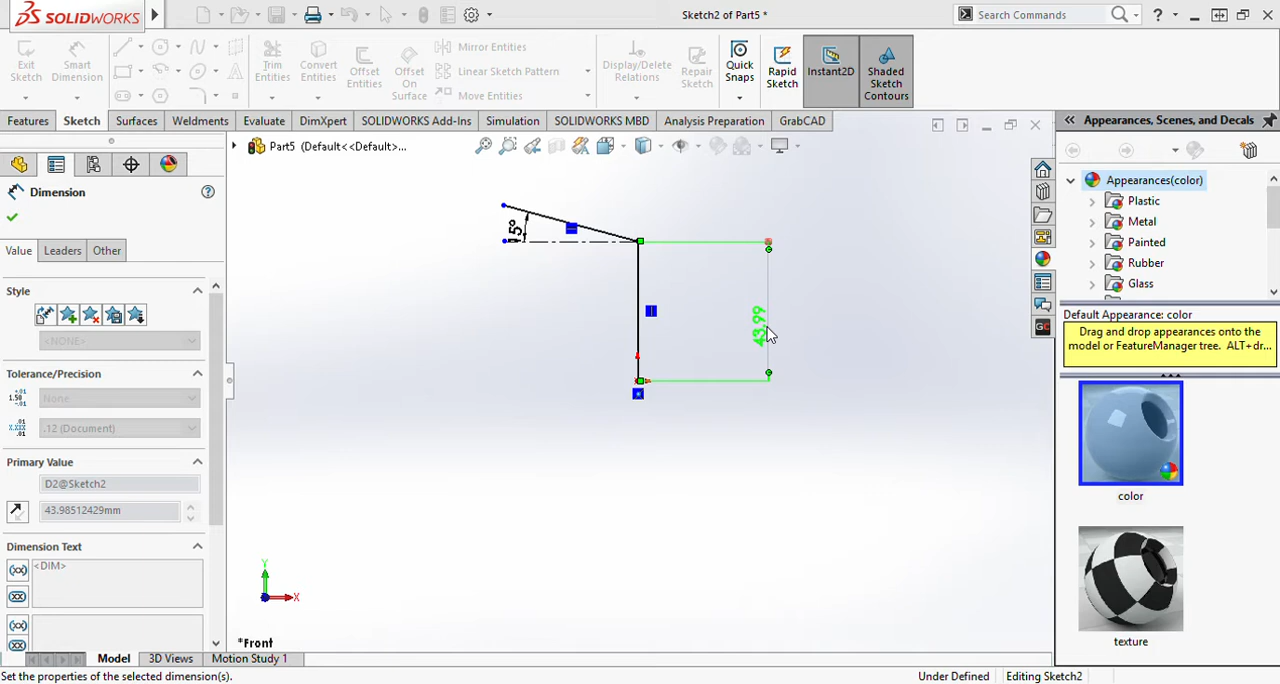 SOLIDWORKS
Sketch2 of Part5 *
Search Commands
?
Exit Sketch
Smart Dimension
Trim Entities
Convert Entities
Offset Entities
Offset On Surface
Mirror Entities
Linear Sketch Pattern
Move Entities
Display/Delete Relations
Repair Sketch
Quick Snaps
Rapid Sketch
Instant2D
Shaded Sketch Contours
Features
Sketch
Surfaces
Weldments
Evaluate
DimXpert
SOLIDWORKS Add-Ins
Simulation
SOLIDWORKS MBD
Analysis Preparation
GrabCAD
Part5 (Default<<Default>...
Dimension
Value
Leaders
Other
Style
<NONE>
Tolerance/Precision
None
.12 (Document)
Primary Value
D2@Sketch2
43.98512429mm
Dimension Text
<DIM>
43.99
Y
X
*Front
Appearances, Scenes, and Decals
Appearances(color)
Plastic
Metal
Painted
Rubber
Glass
Default Appearance: color
Drag and drop appearances onto the
model or FeatureManager tree. ALT+dr...
color
texture
Model
3D Views
Motion Study 1
Set the properties of the selected dimension(s).
Under Defined
Editing Sketch2